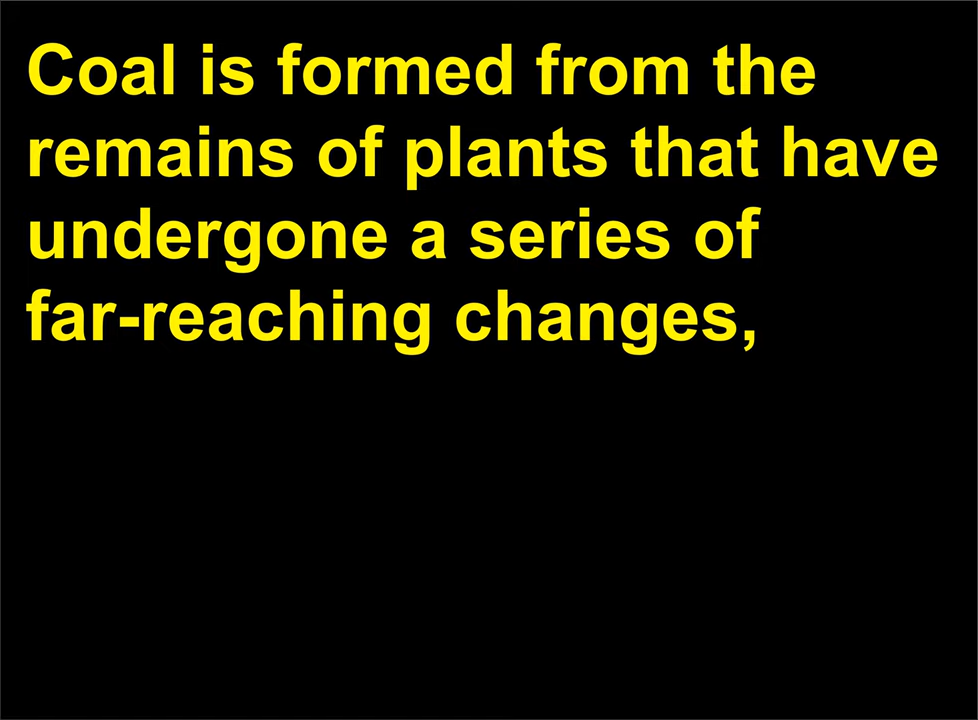 Coal is formed from the
remains of plants that have
undergone a series of
far-reaching changes,